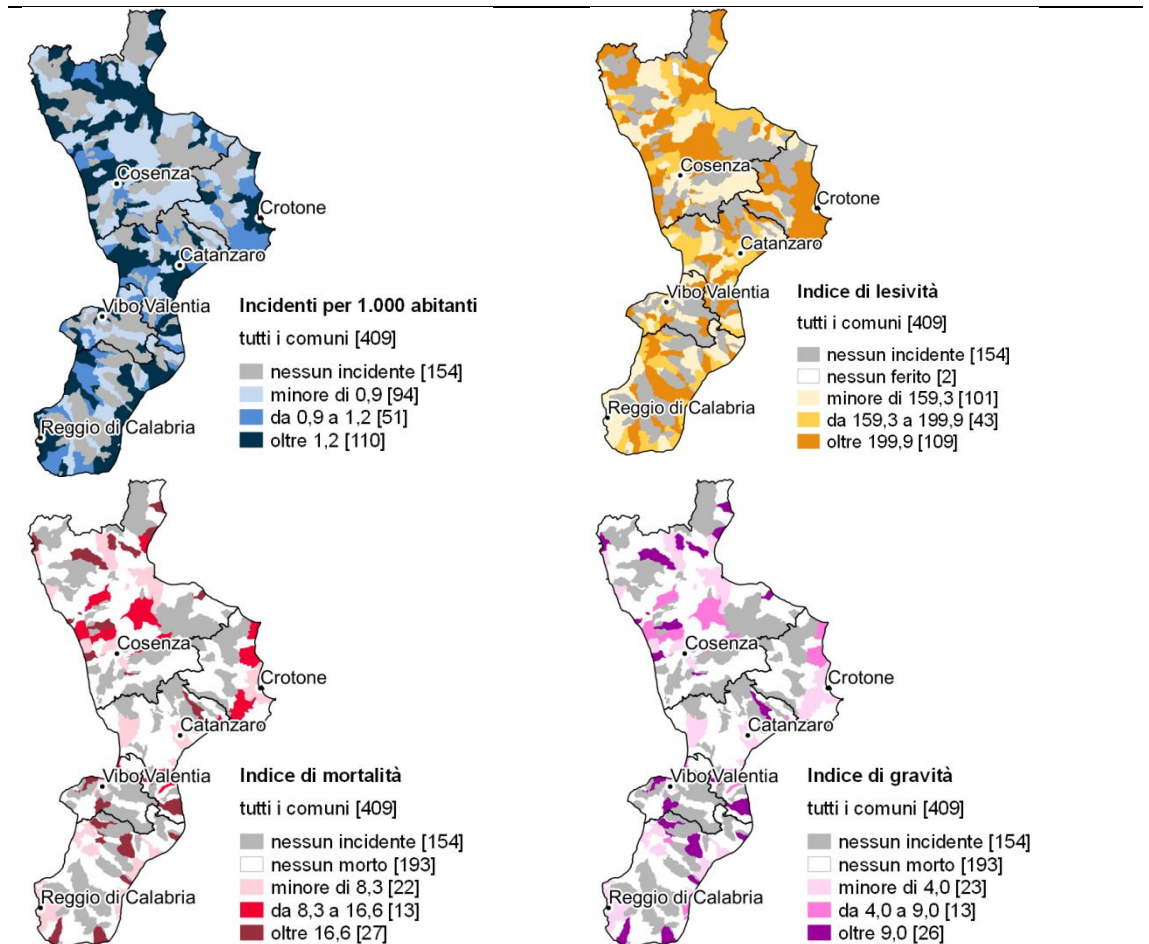 Cosenza
Crotone
Catanzaro
Vibo Valentia
Reggio di Calabria
Incidenti per 1.000 abitanti
tutti i comuni [409]
nessun incidente [154]
minore di 0,9 [94]
da 0,9 a 1,2 [51]
oltre 1,2 [110]
Cosenza
Crotone
Catanzaro
Vibo Valentia
Reggio di Calabria
Indice di lesività
tutti i comuni [409]
nessun incidente [154]
nessun ferito [2]
minore di 159,3 [101]
da 159,3 a 199,9 [43]
oltre 199,9 [109]
Cosenza
Crotone
Catanzaro
Vibo Valentia
Reggio di Calabria
Indice di mortalità
tutti i comuni [409]
nessun incidente [154]
nessun morto [193]
minore di 8,3 [22]
da 8,3 a 16,6 [13]
oltre 16,6 [27]
Cosenza
Crotone
Catanzaro
Vibo Valentia
Reggio di Calabria
Indice di gravità
tutti i comuni [409]
nessun incidente [154]
nessun morto [193]
minore di 4,0 [23]
da 4,0 a 9,0 [13]
oltre 9,0 [26]